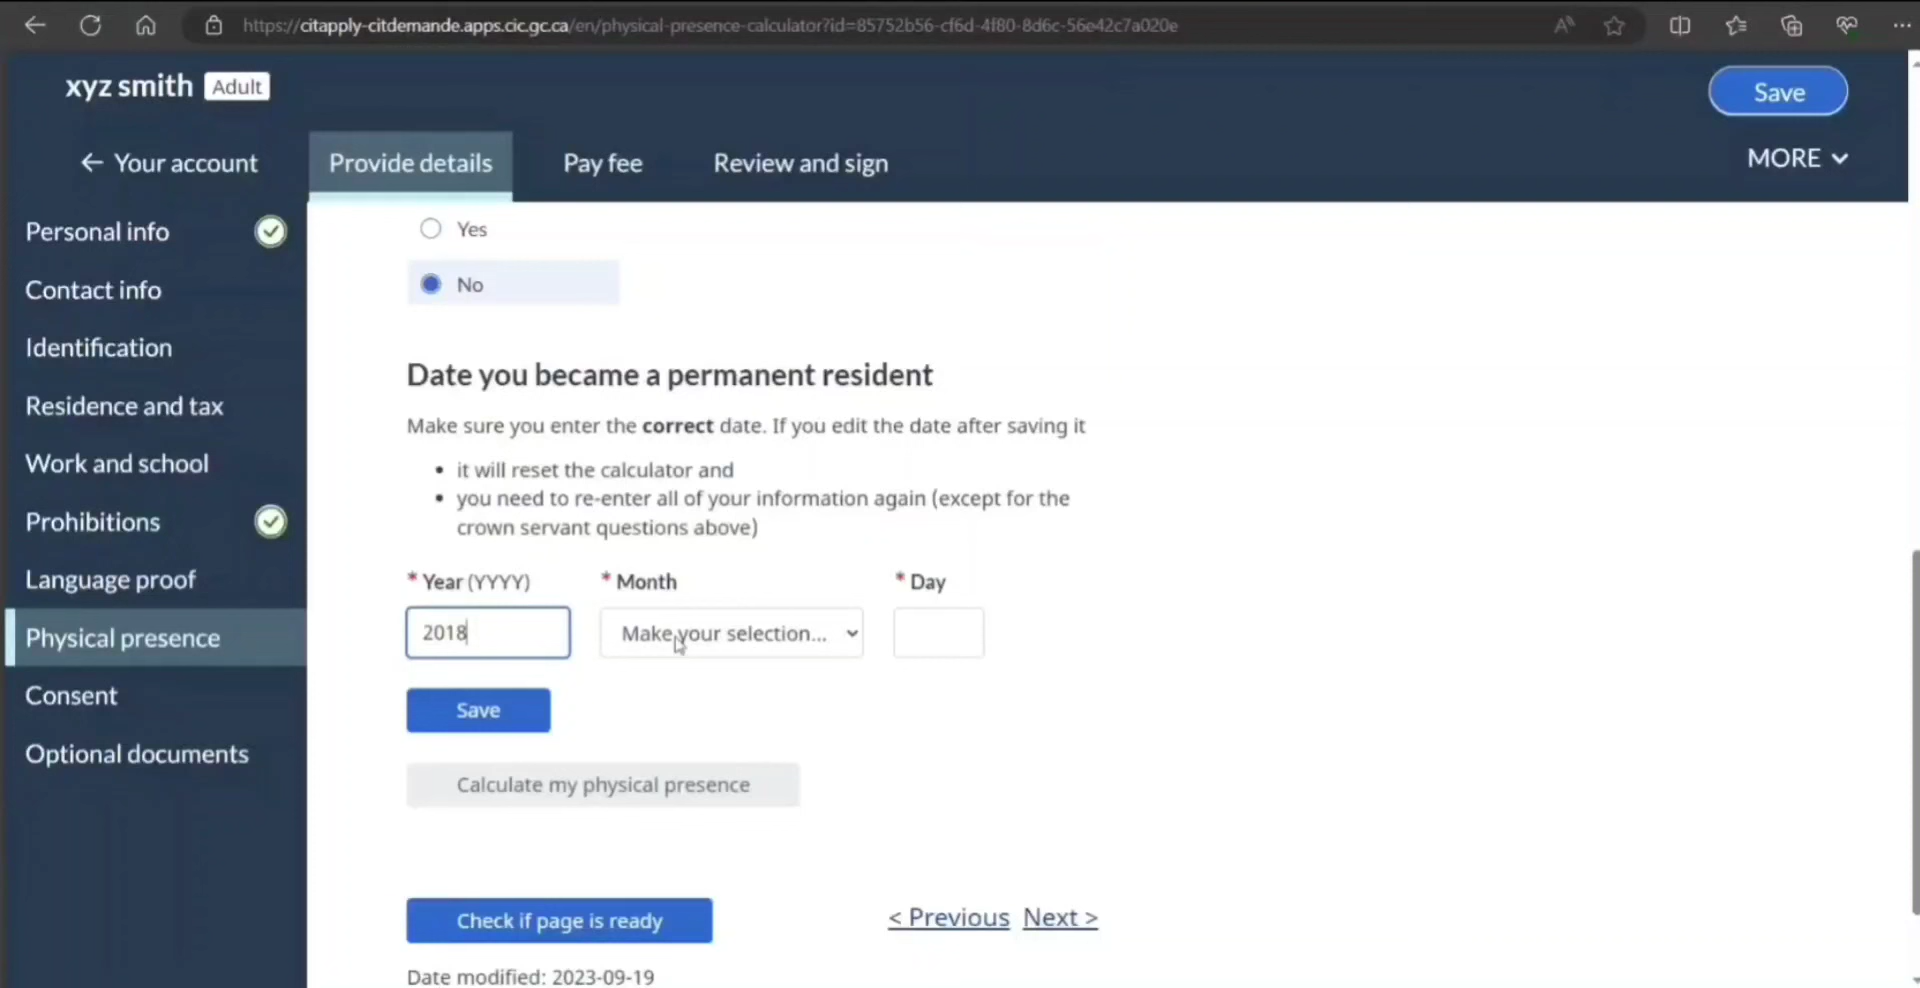 https://citapply-citdemande.apps.cic.gc.ca/en/physical-presence-calculator?id=85752b56-cf6d-4f80-8d6c-56e42c7a020e
xyz smith Adult
Save
← Your account
Provide details
Pay fee
Review and sign
MORE
Personal info
Contact info
Identification
Residence and tax
Work and school
Prohibitions
Language proof
Physical presence
Consent
Optional documents
Yes
No
Date you became a permanent resident
Make sure you enter the correct date. If you edit the date after saving it
• it will reset the calculator and
• you need to re-enter all of your information again (except for the
crown servant questions above)
* Year (YYYY) * Month * Day
2018 Make your selection...
Save
Calculate my physical presence
Check if page is ready
< Previous Next >
Date modified: 2023-09-19